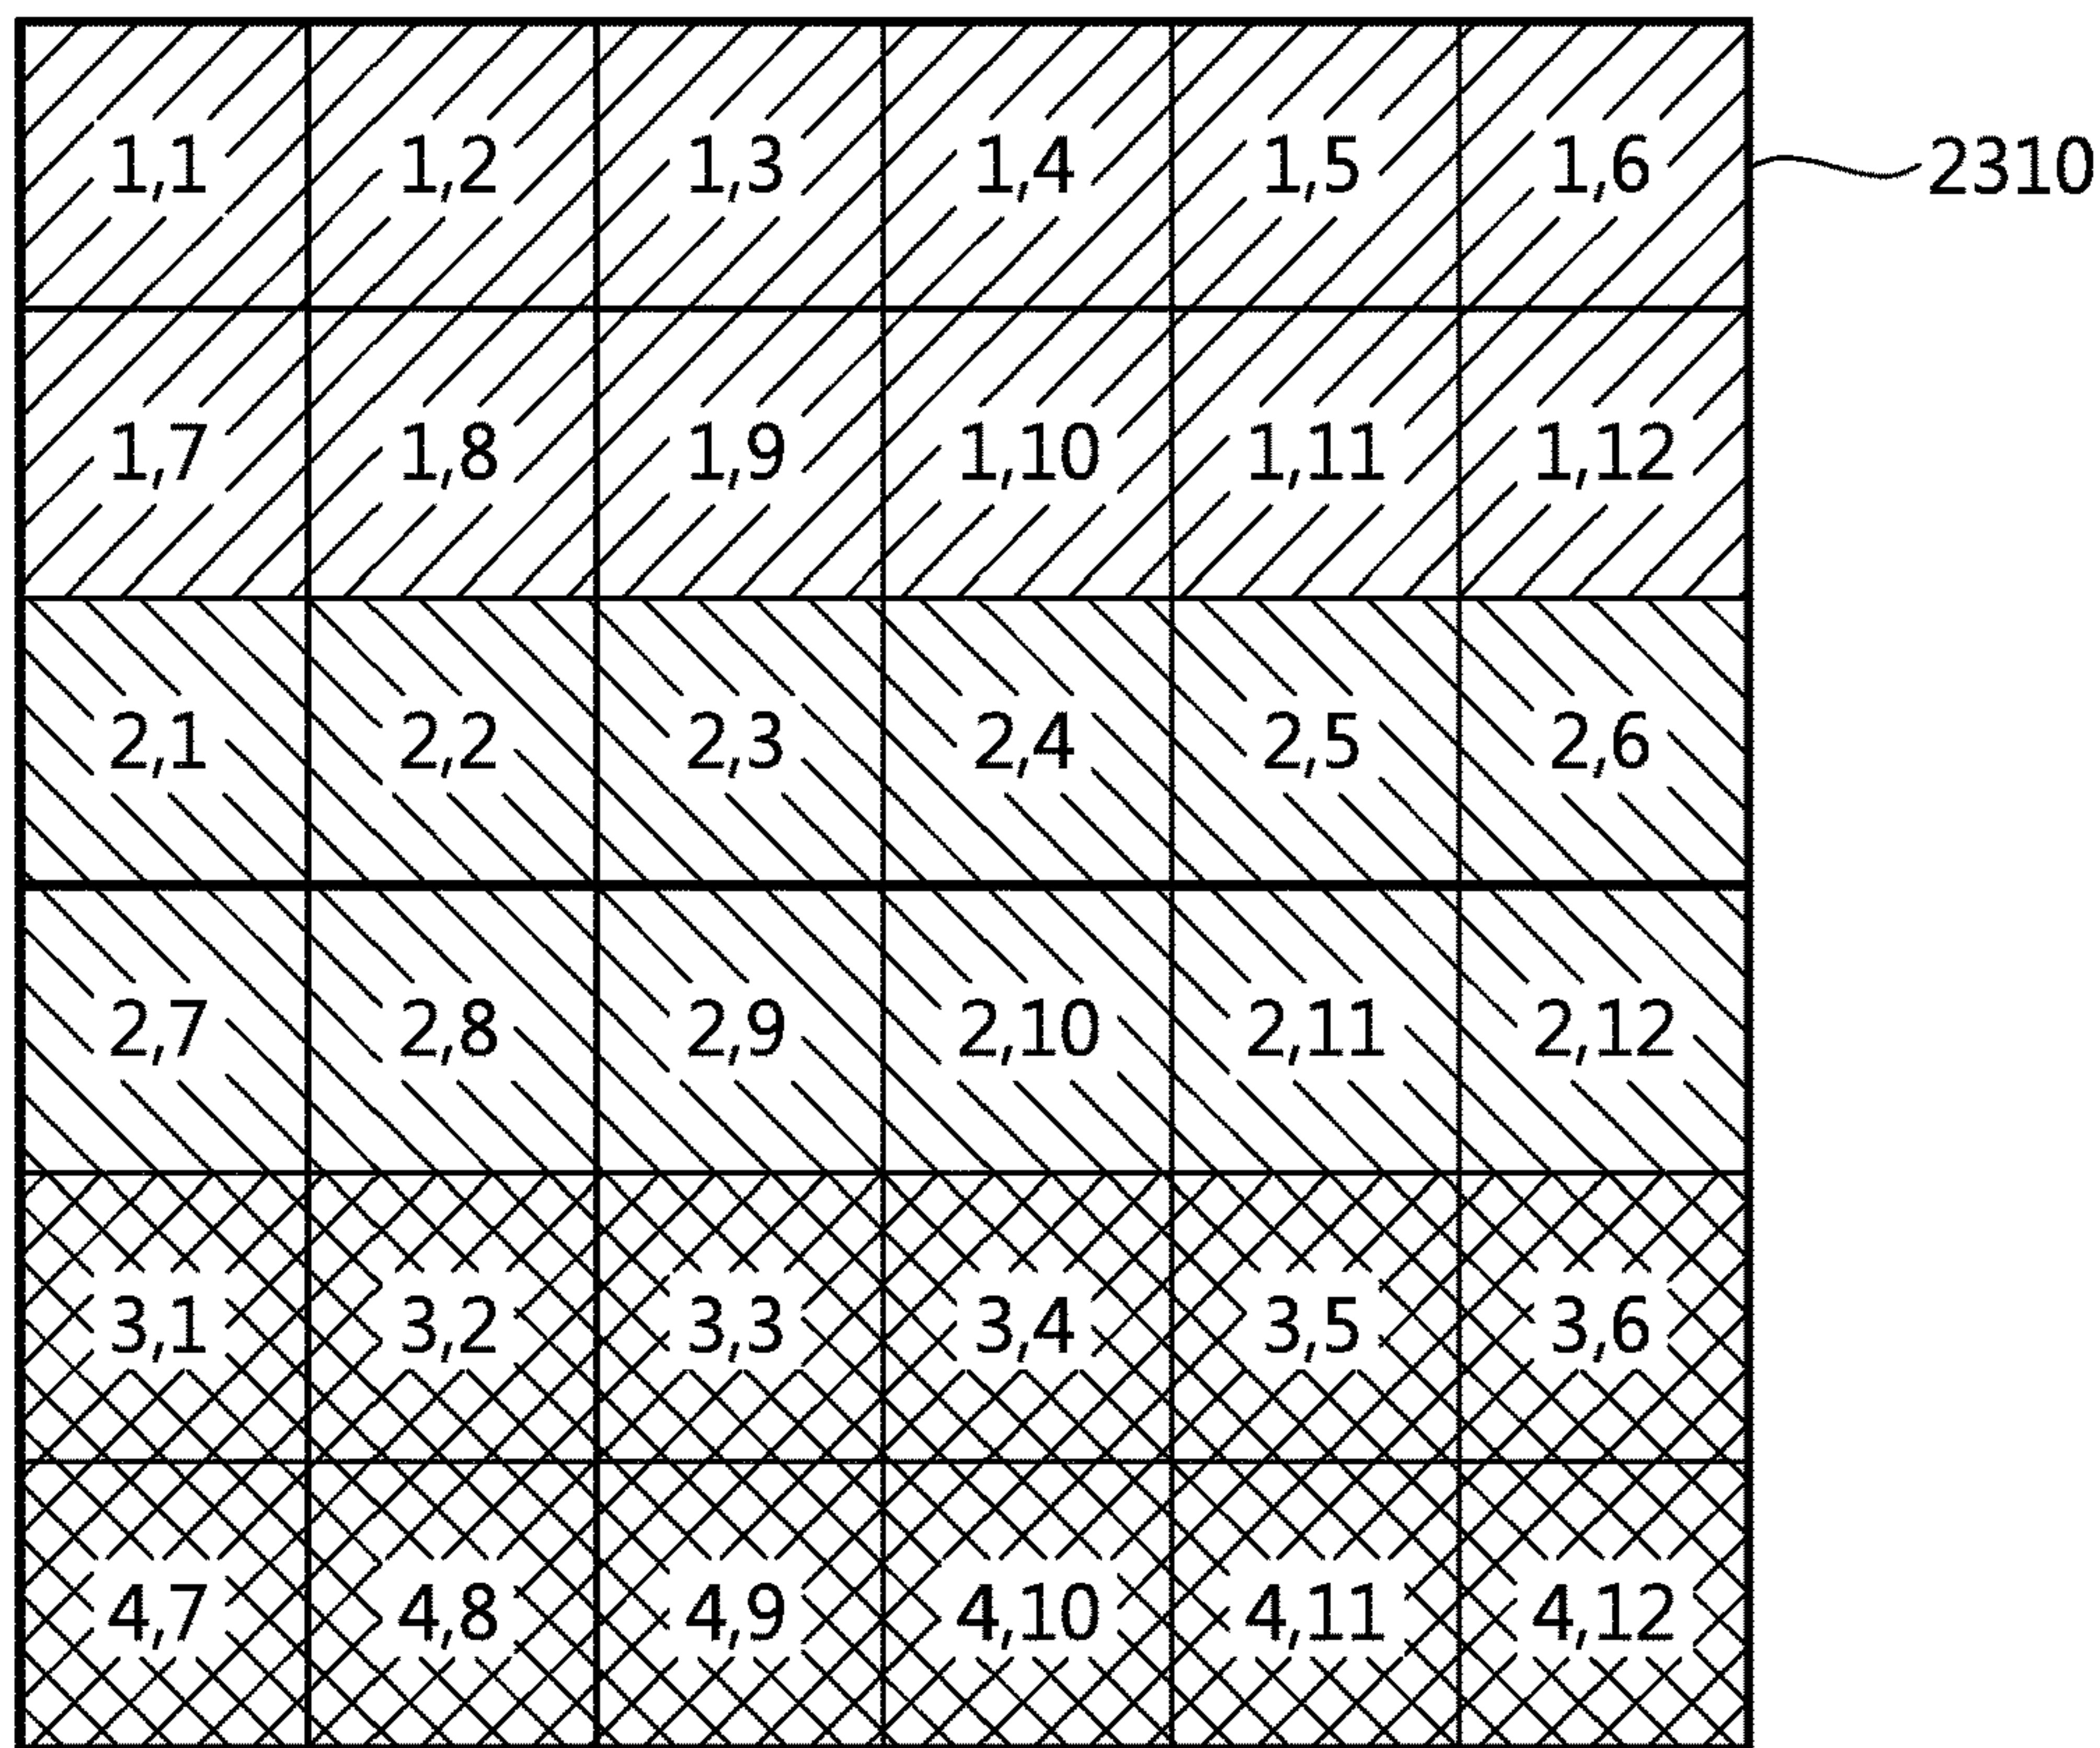 1,1 1,2 1,3 1,4 1,5 1,6 2310
1,7 1,8 1,9 1,10 1,11 1,12
2,1 2,2 2,3 2,4 2,5 2,6
2,7 2,8 2,9 2,10 2,11 2,12
3,1 3,2 3,3 3,4 3,5 3,6
4,7 4,8 4,9 4,10 4,11 4,12